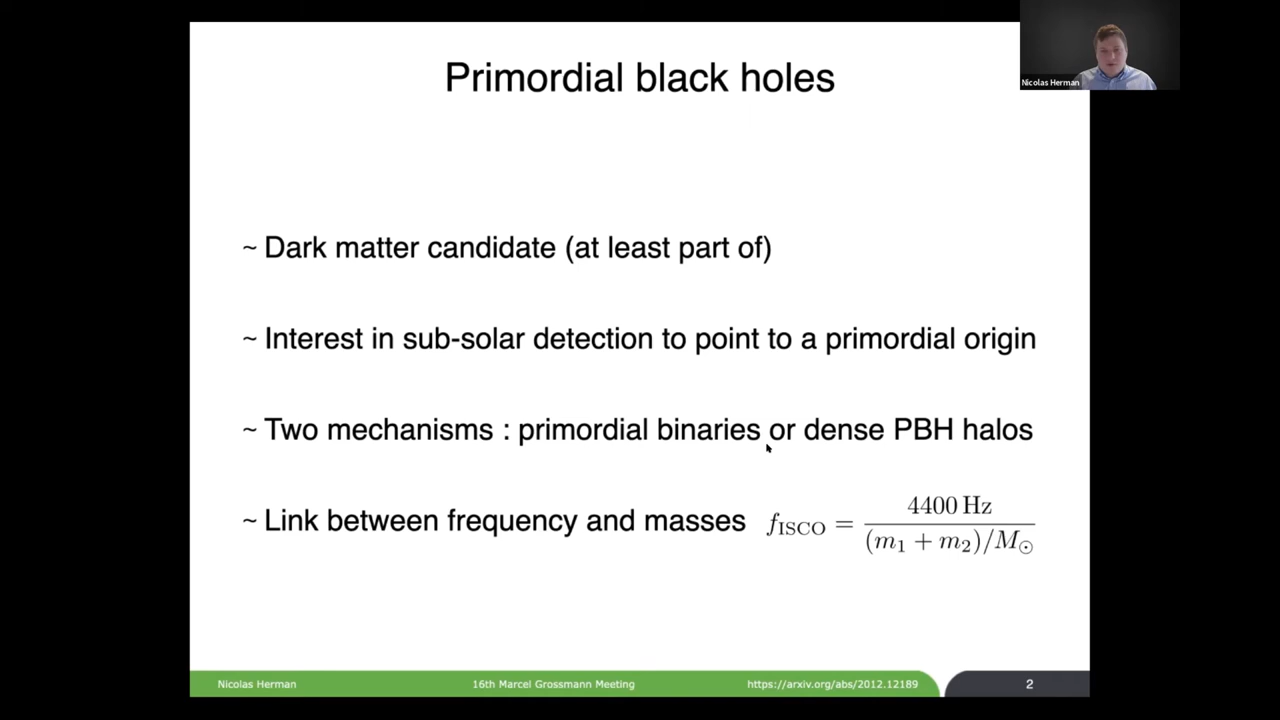 Primordial black holes
Nicolas Herman
~ Dark matter candidate (at least part of)
~ Interest in sub-solar detection to point to a primordial origin
~ Two mechanisms : primordial binaries or dense PBH halos
~ Link between frequency and masses f_ISCO = 4400 Hz / ((m₁ + m₂)/M_☉)
Nicolas Herman 16th Marcel Grossmann Meeting https://arxiv.org/abs/2012.12189 2